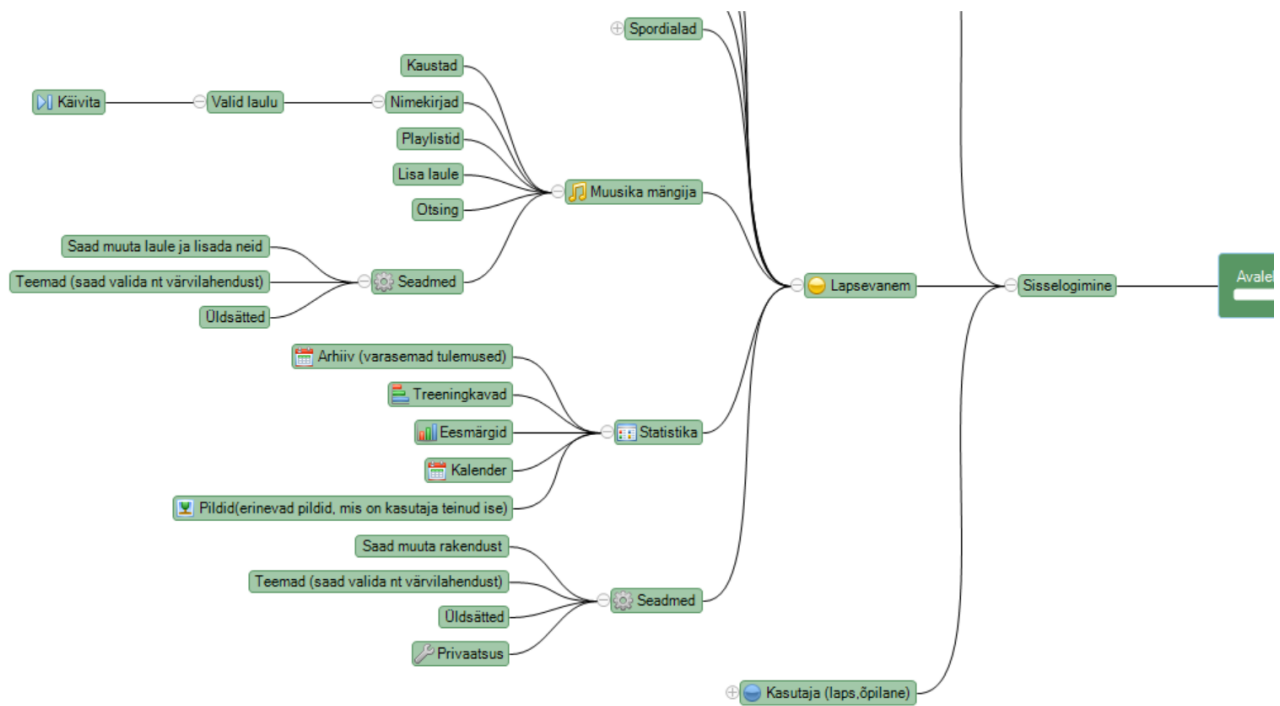 Spordialad
Kaustad
Käivita
Valid laulu
Nimekirjad
Playlistid
Lisa laule
Muusika mängija
Otsing
Saad muuta laule ja lisada neid
Teemad (saad valida nt värvilahendust)
Seadmed
Üldsätted
Lapsevanem
Sisselogimine
Arhiiv (varasemad tulemused)
Treeningkavad
Eesmärgid
Statistika
Kalender
Pildid(erinevad pildid, mis on kasutaja teinud ise)
Saad muuta rakendust
Teemad (saad valida nt värvilahendust)
Seadmed
Üldsätted
Privaatsus
Kasutaja (laps,õpilane)